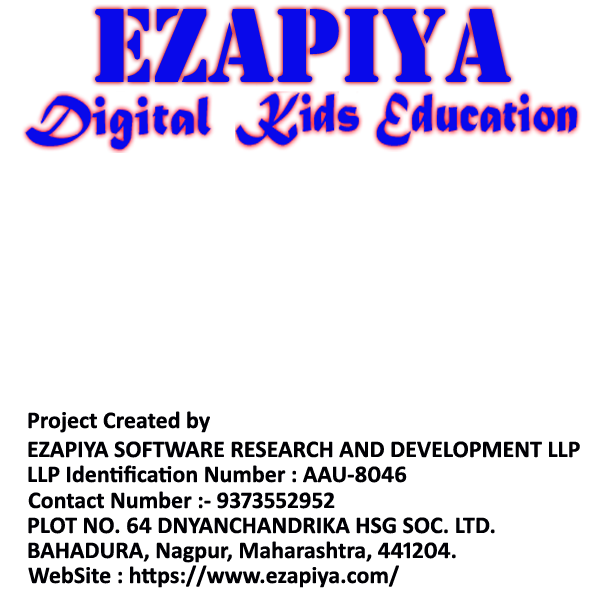 EZAPIYA
Digital Kids Education
Project Created by
EZAPIYA SOFTWARE RESEARCH AND DEVELOPMENT LLP
LLP Identification Number : AAU-8046
Contact Number :- 9373552952
PLOT NO. 64 DNYANCHANDRIKA HSG SOC. LTD.
BAHADURA, Nagpur, Maharashtra, 441204.
WebSite : https://www.ezapiya.com/